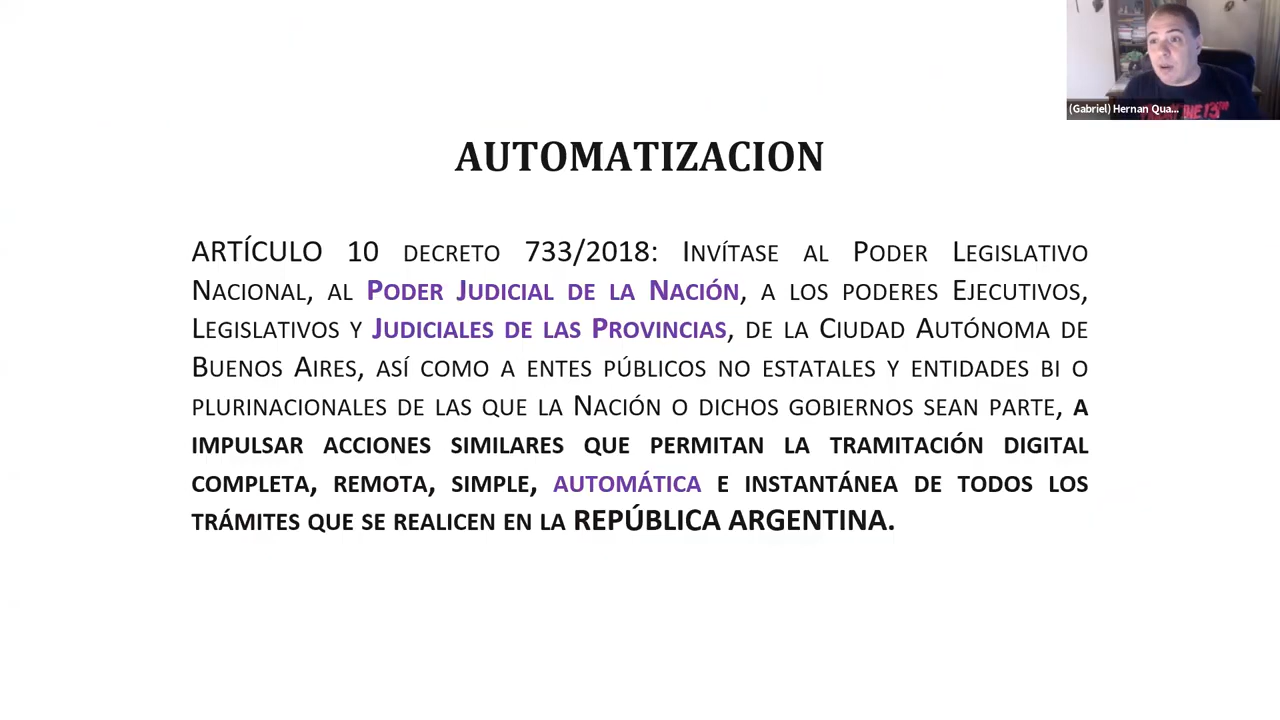 (Gabriel) Hernan Qua...
AUTOMATIZACION
ARTÍCULO 10 DECRETO 733/2018: INVÍTASE AL PODER LEGISLATIVO
NACIONAL, AL PODER JUDICIAL DE LA NACIÓN, A LOS PODERES EJECUTIVOS,
LEGISLATIVOS Y JUDICIALES DE LAS PROVINCIAS, DE LA CIUDAD AUTÓNOMA DE
BUENOS AIRES, ASÍ COMO A ENTES PÚBLICOS NO ESTATALES Y ENTIDADES BI O
PLURINACIONALES DE LAS QUE LA NACIÓN O DICHOS GOBIERNOS SEAN PARTE, A
IMPULSAR ACCIONES SIMILARES QUE PERMITAN LA TRAMITACIÓN DIGITAL
COMPLETA, REMOTA, SIMPLE, AUTOMÁTICA E INSTANTÁNEA DE TODOS LOS
TRÁMITES QUE SE REALICEN EN LA REPÚBLICA ARGENTINA.